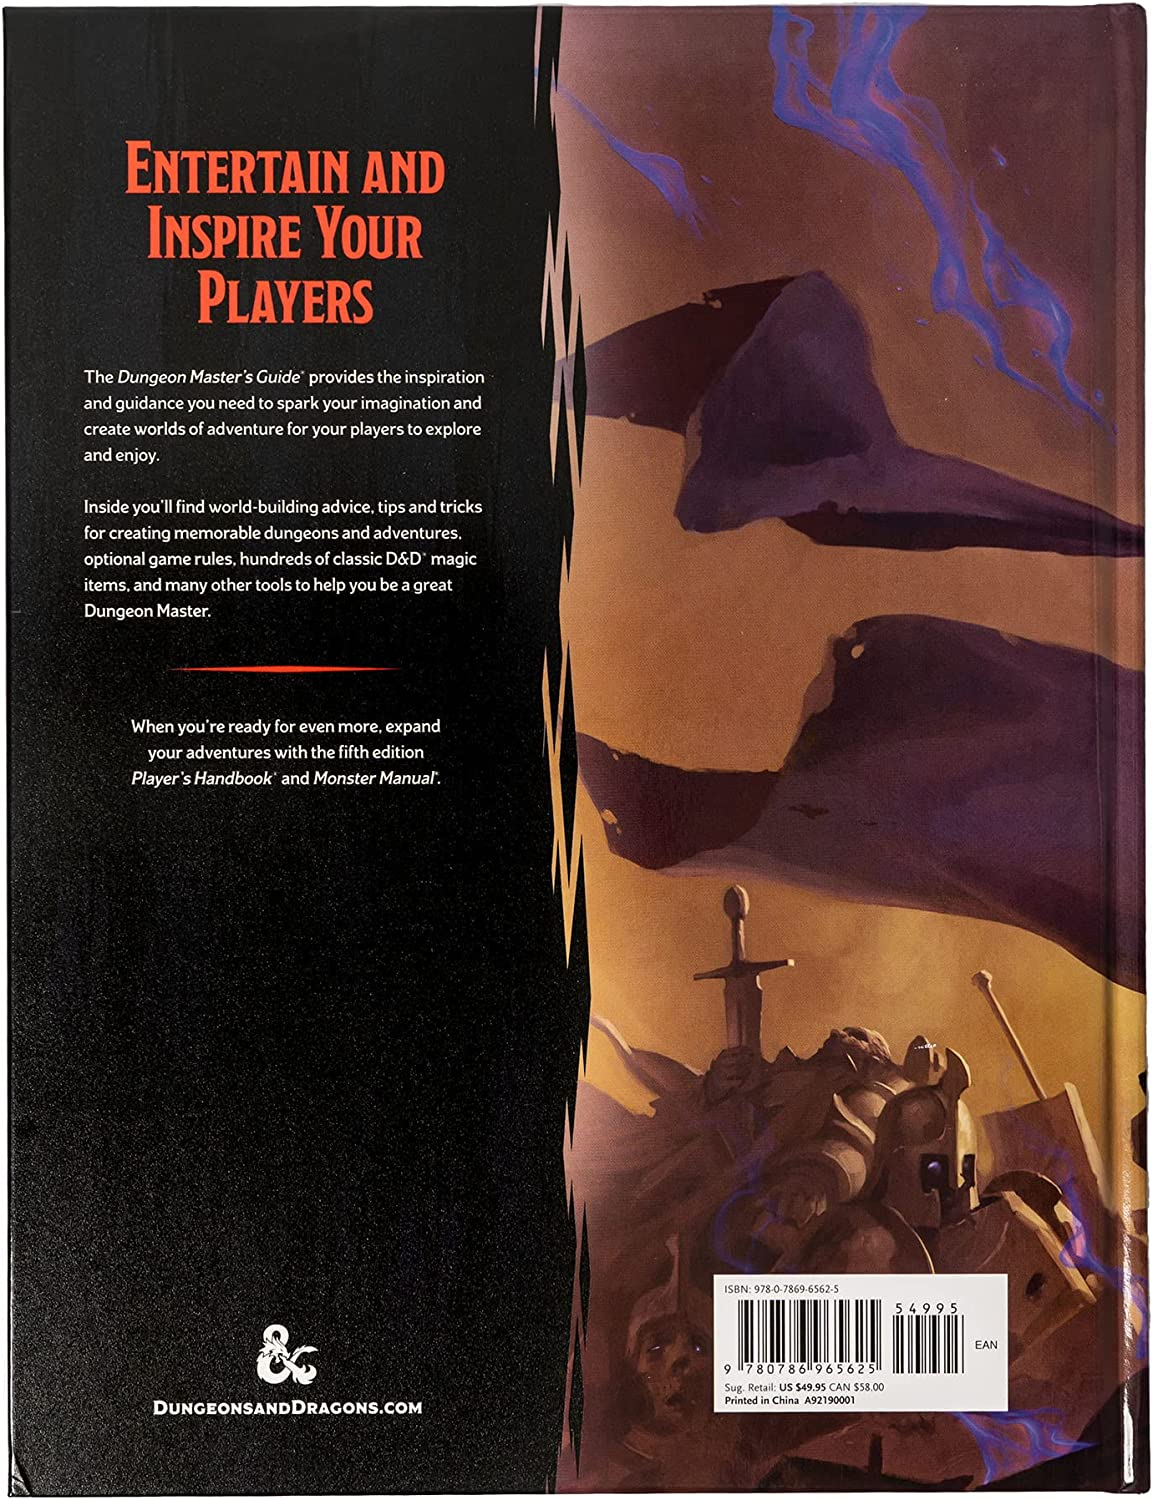 ENTERTAIN AND
INSPIRE YOUR
PLAYERS
The Dungeon Master's Guide® provides the inspiration
and guidance you need to spark your imagination and
create worlds of adventure for your players to explore
and enjoy.
Inside you'll find world-building advice, tips and tricks
for creating memorable dungeons and adventures,
optional game rules, hundreds of classic D&D® magic
items, and many other tools to help you be a great
Dungeon Master.
When you're ready for even more, expand
your adventures with the fifth edition
Player's Handbook® and Monster Manual®.
DUNGEONSANDDRAGONS.COM
ISBN: 978-0-7869-6562-5
54995
EAN
9 780786 965625
Sug. Retail: US $49.95 CAN $58.00
Printed in China A92190001